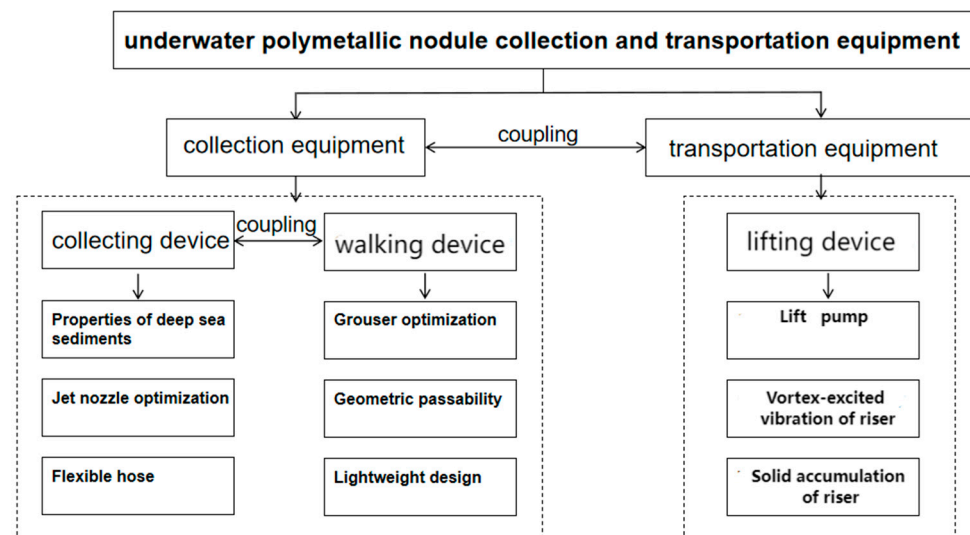 underwater polymetallic nodule collection and transportation equipment
collection equipment
coupling
transportation equipment
collecting device
coupling
walking device
lifting device
Properties of deep sea
sediments
Grouser optimization
Lift pump
Jet nozzle optimization
Geometric passability
Vortex-excited
vibration of riser
Flexible hose
Lightweight design
Solid accumulation
of riser